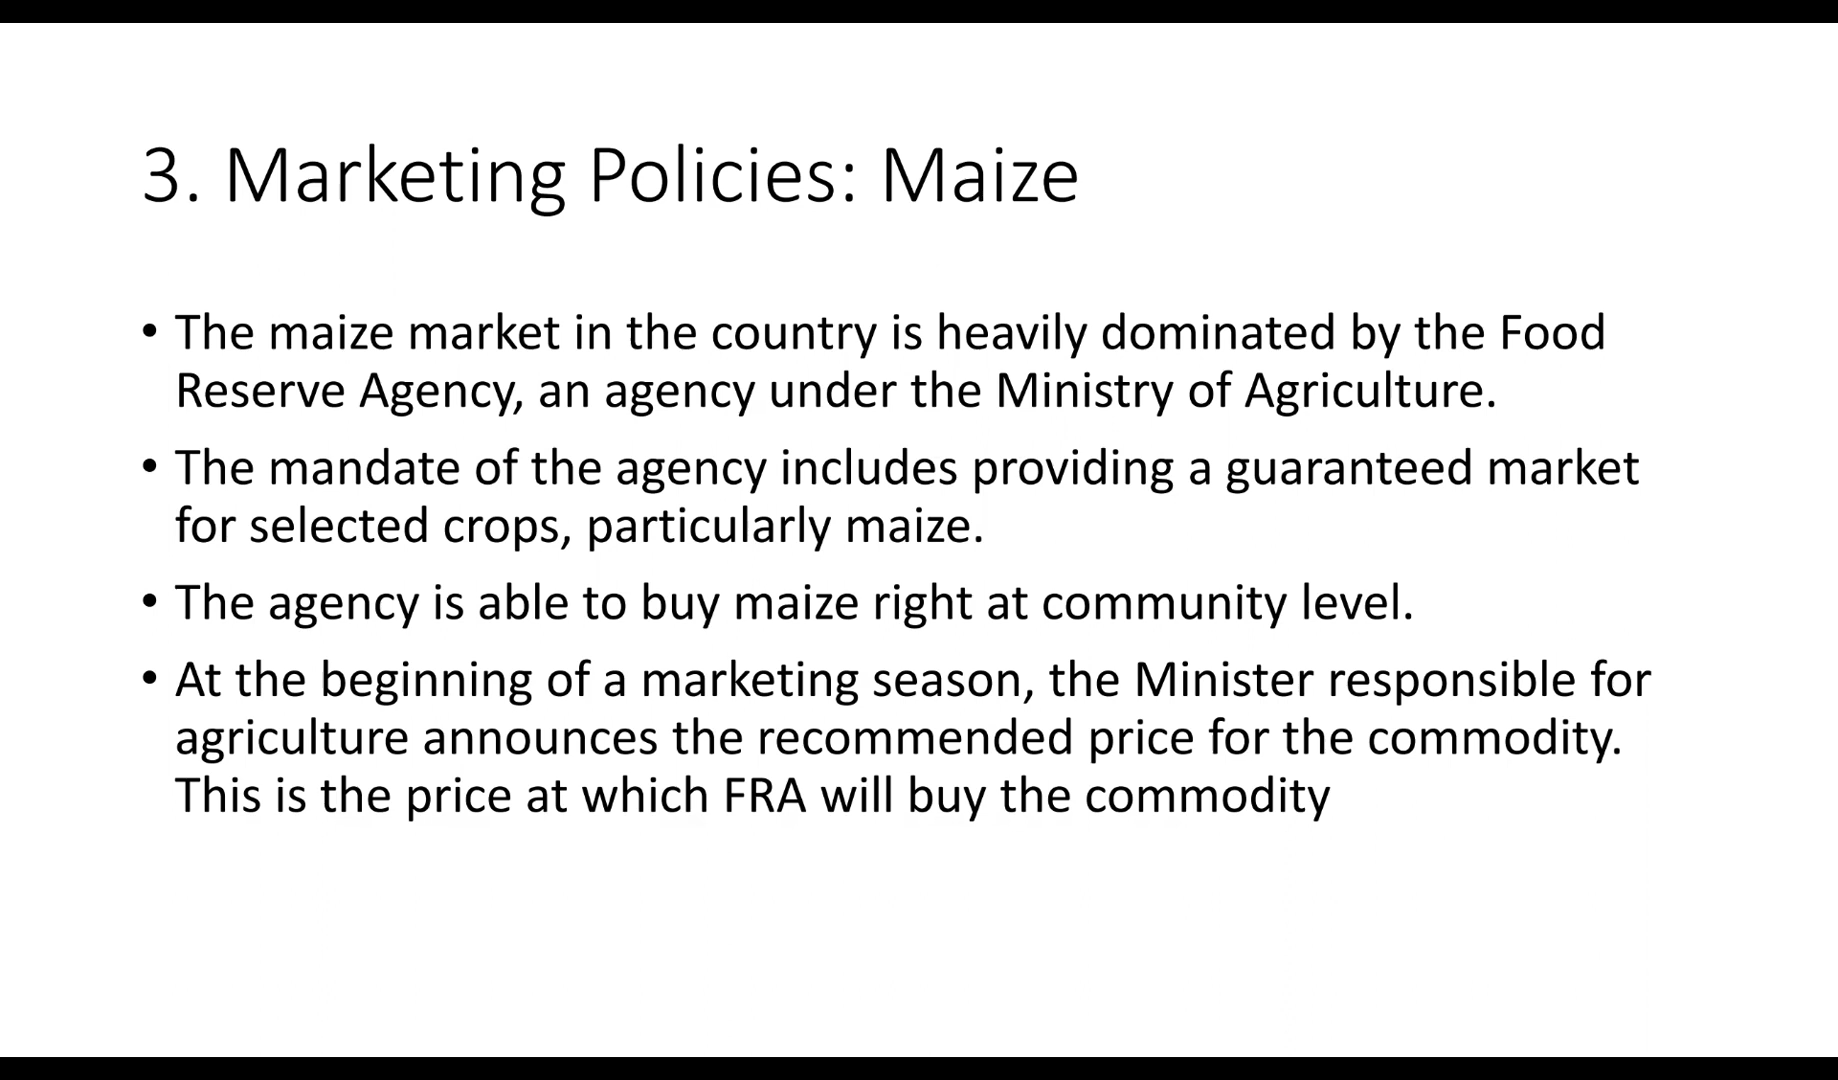 3. Marketing Policies: Maize
• The maize market in the country is heavily dominated by the Food
Reserve Agency, an agency under the Ministry of Agriculture.
• The mandate of the agency includes providing a guaranteed market
for selected crops, particularly maize.
• The agency is able to buy maize right at community level.
• At the beginning of a marketing season, the Minister responsible for
agriculture announces the recommended price for the commodity.
This is the price at which FRA will buy the commodity